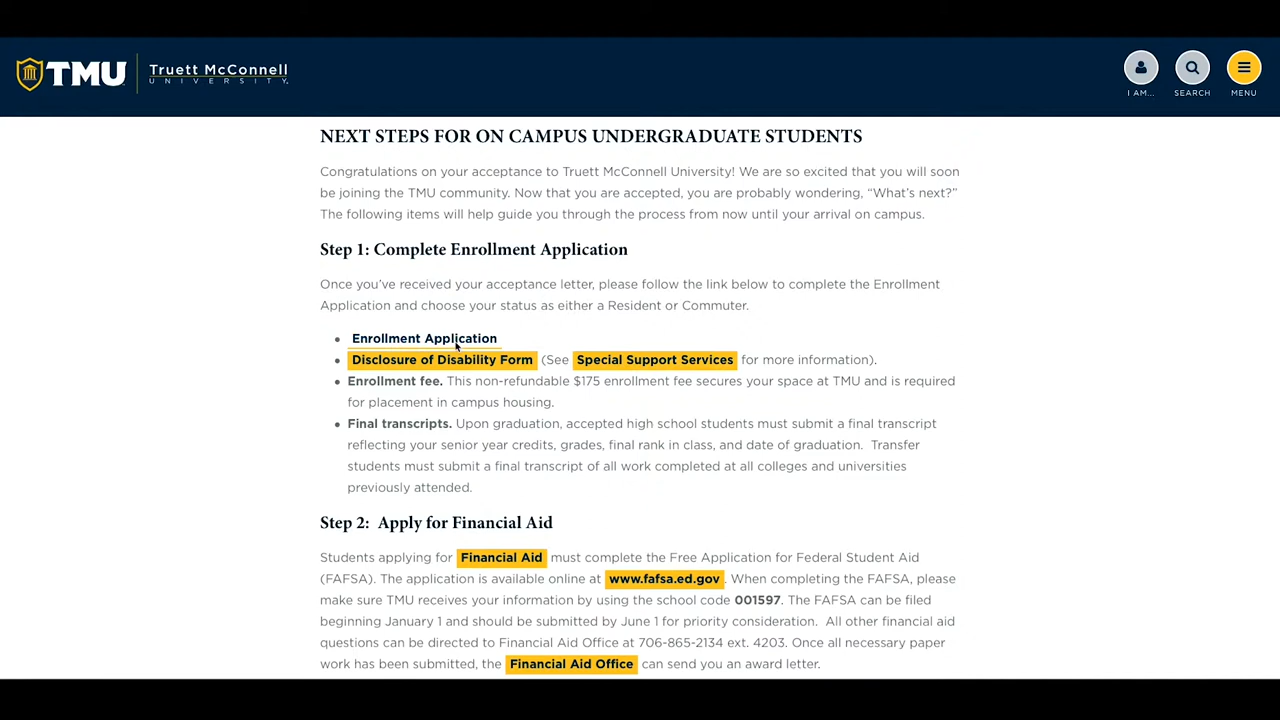 TMU
Truett McConnell
UNIVERSITY.
I AM...
SEARCH
MENU
NEXT STEPS FOR ON CAMPUS UNDERGRADUATE STUDENTS
Congratulations on your acceptance to Truett McConnell University! We are so excited that you will soon
be joining the TMU community. Now that you are accepted, you are probably wondering, “What’s next?”
The following items will help guide you through the process from now until your arrival on campus.
Step 1: Complete Enrollment Application
Once you’ve received your acceptance letter, please follow the link below to complete the Enrollment
Application and choose your status as either a Resident or Commuter.
• Enrollment Application
• Disclosure of Disability Form (See Special Support Services for more information).
• Enrollment fee. This non-refundable $175 enrollment fee secures your space at TMU and is required
for placement in campus housing.
• Final transcripts. Upon graduation, accepted high school students must submit a final transcript
reflecting your senior year credits, grades, final rank in class, and date of graduation. Transfer
students must submit a final transcript of all work completed at all colleges and universities
previously attended.
Step 2: Apply for Financial Aid
Students applying for Financial Aid must complete the Free Application for Federal Student Aid
(FAFSA). The application is available online at www.fafsa.ed.gov. When completing the FAFSA, please
make sure TMU receives your information by using the school code 001597. The FAFSA can be filed
beginning January 1 and should be submitted by June 1 for priority consideration. All other financial aid
questions can be directed to Financial Aid Office at 706-865-2134 ext. 4203. Once all necessary paper
work has been submitted, the Financial Aid Office can send you an award letter.